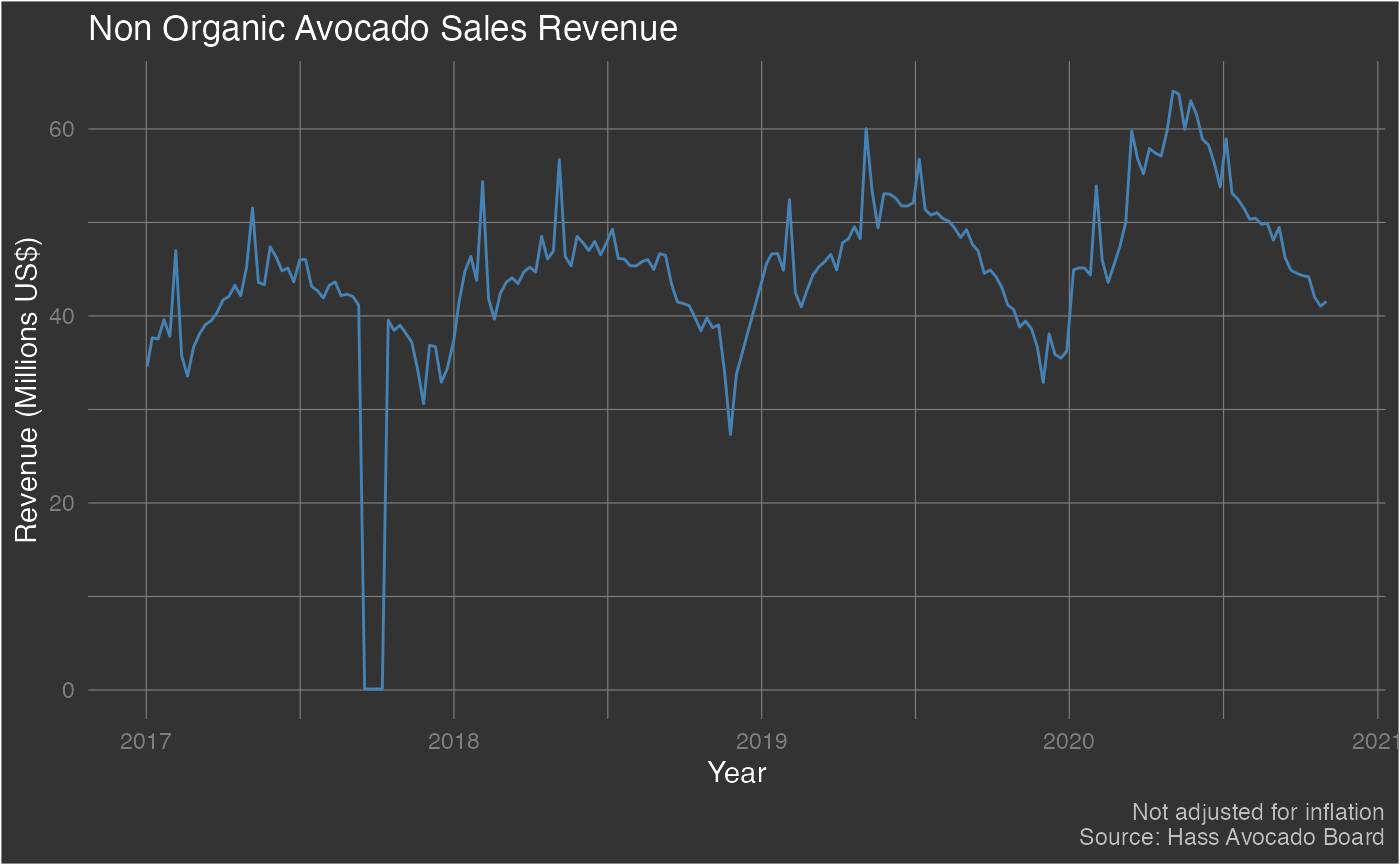 Non Organic Avocado Sales Revenue
Revenue (Millions US$)
60
40
20
0
2017 2018 2019 2020 2021
Year
Not adjusted for inflation
Source: Hass Avocado Board